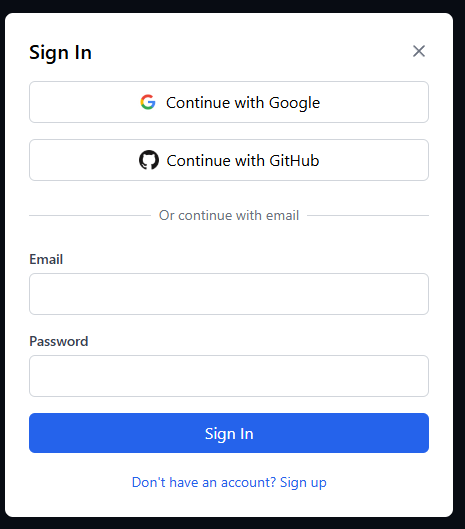 Sign In
Continue with Google
Continue with GitHub
Or continue with email
Email
Password
Sign In
Don't have an account? Sign up